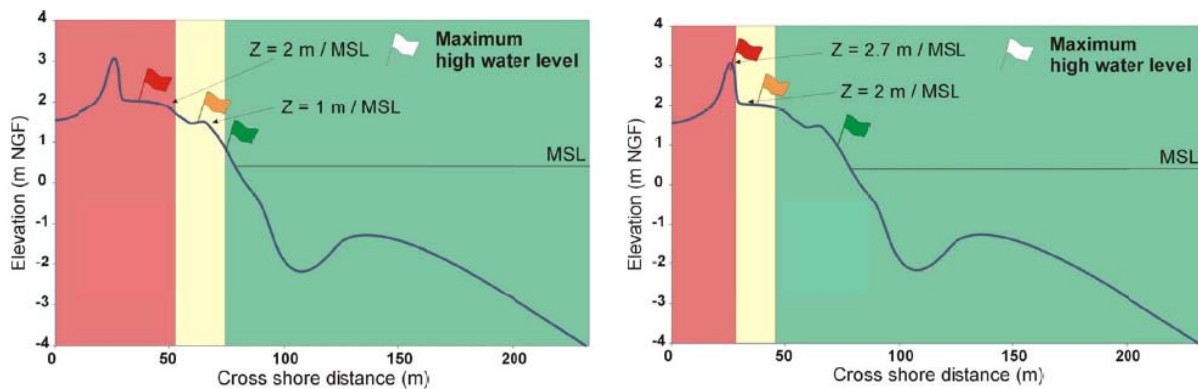 4
3
2
1
0
-1
-2
-3
-4
Elevation (m NGF)
Z = 2 m / MSL
Maximum
high water level
Z = 1 m / MSL
MSL
0
50
100
150
200
Cross shore distance (m)
4
3
2
1
0
-1
-2
-3
-4
Elevation (m NGF)
Z = 2.7 m / MSL
Maximum
high water level
Z = 2 m / MSL
MSL
0
50
100
150
200
Cross shore distance (m)